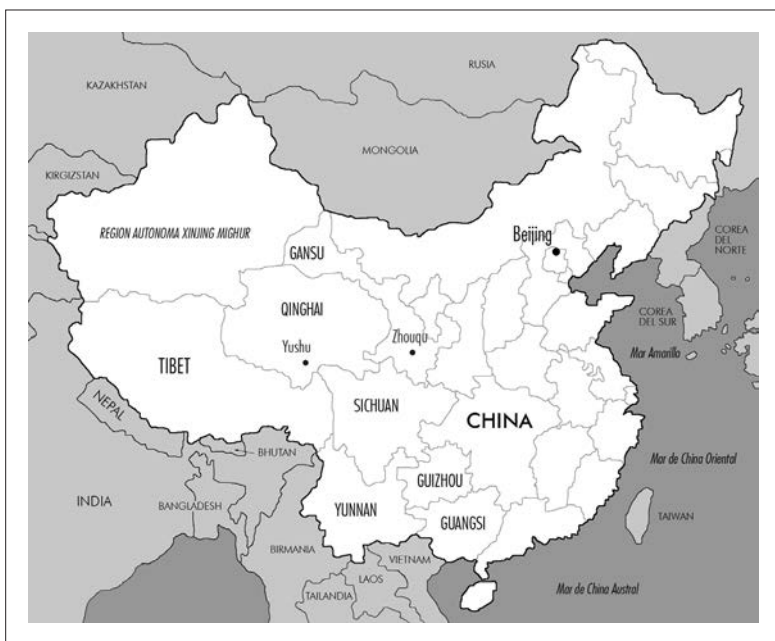 RUSIA
KAZAKHSTAN
MONGOLIA
KIRGIZSTAN
REGION AUTONOMA XINJING MIGHUR
Beijing
COREA
DEL
NORTE
GANSU
QINGHAI
COREA
DEL SUR
Zhouqu
Yushu
Mar Amarillo
TIBET
SICHUAN
NEPAL
CHINA
BHUTAN
Mar de China Oriental
GUIZHOU
INDIA
BANGLADESH
YUNNAN
GUANGSI
TAIWAN
BIRMANIA
VIETNAM
LAOS
TAILANDIA
Mar de China Austral